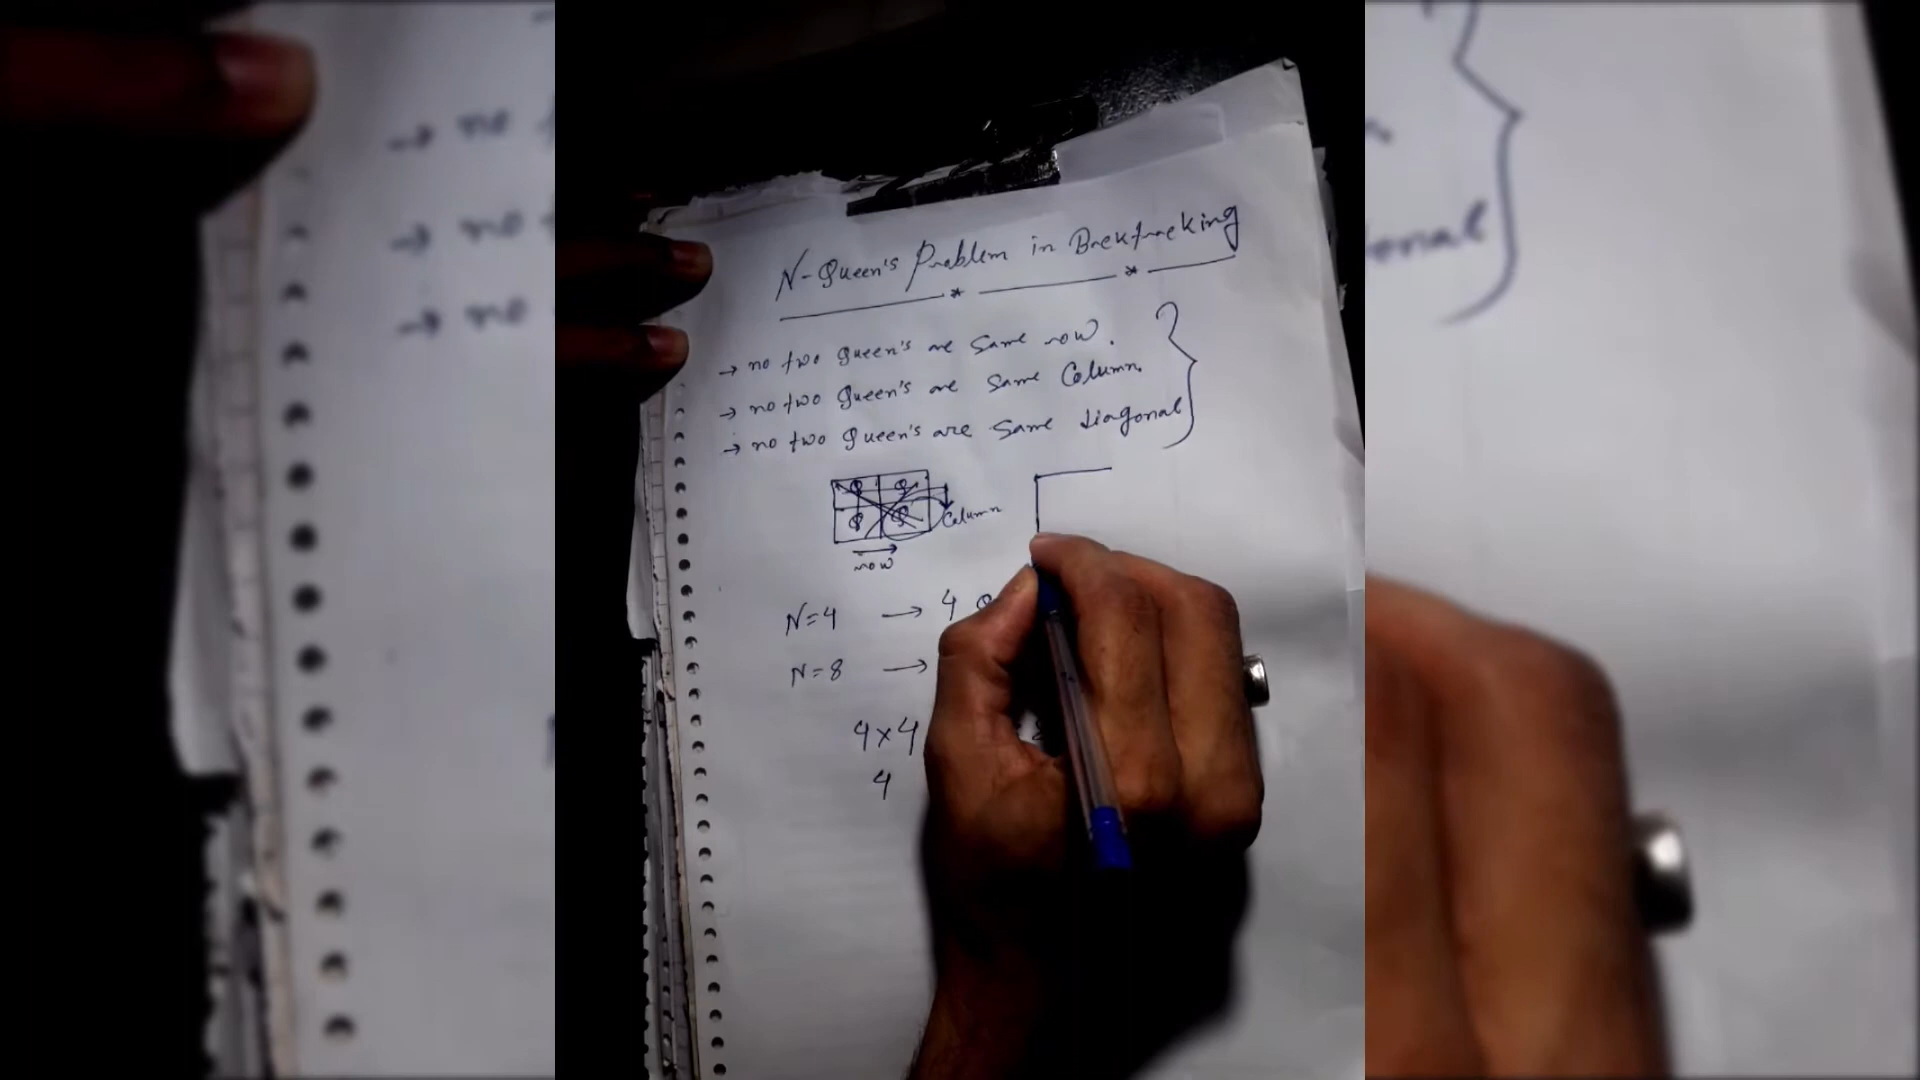 N-Queen's Problem in Backtracking
→ no two Queen's are same row.
→ no two Queen's are same Column.
→ no two Queen's are same diagonal
Q Q
Q Q
Column
row
N=4 → 4 Q
N=8 →
4×4
4